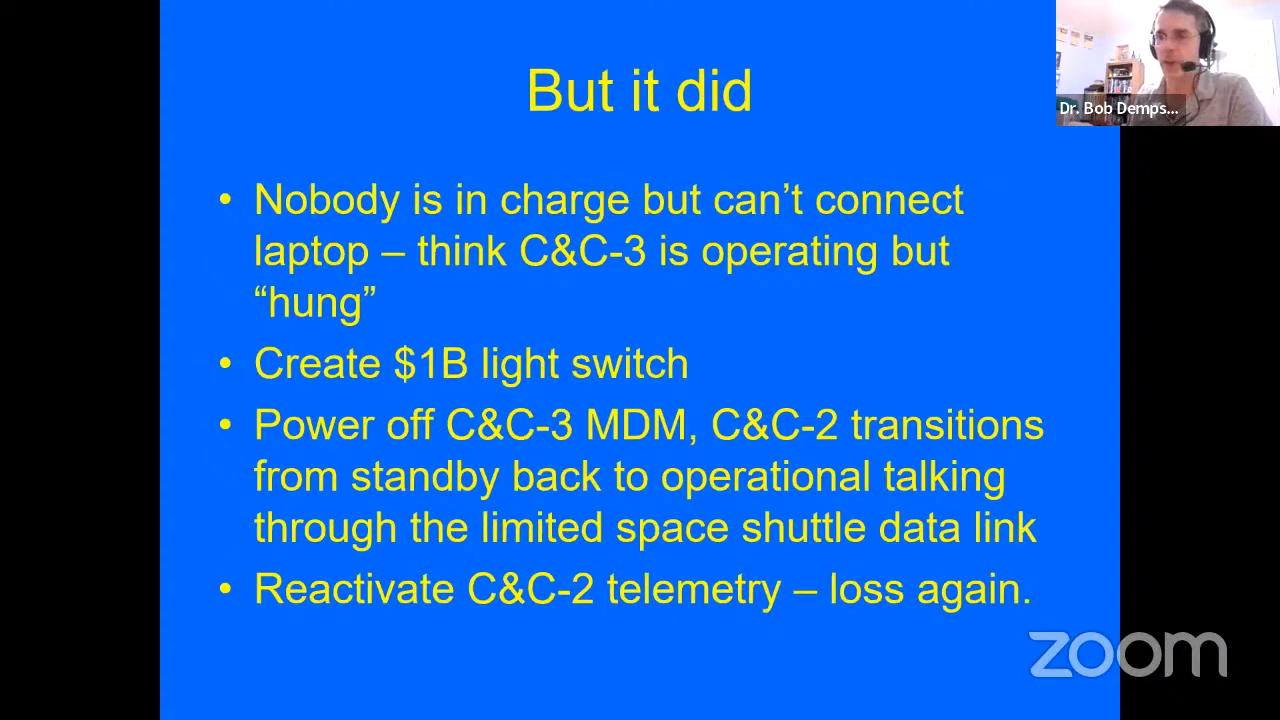 But it did
Dr. Bob Demps...
• Nobody is in charge but can’t connect
laptop – think C&C-3 is operating but
“hung”
• Create $1B light switch
• Power off C&C-3 MDM, C&C-2 transitions
from standby back to operational talking
through the limited space shuttle data link
• Reactivate C&C-2 telemetry – loss again.
zoom